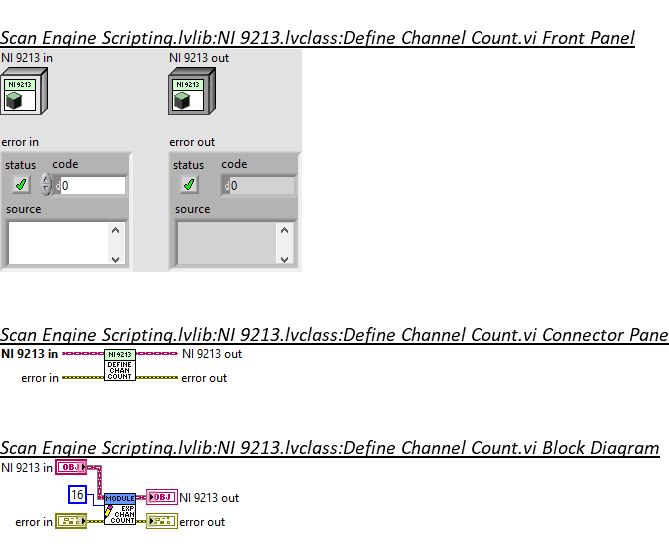 Scan Engine Scripting.lvlib:NI 9213.lvclass:Define Channel Count.vi Front Panel
NI 9213 in NI 9213 out
NI 9213 NI 9213
error in error out
status code status code
d 0 d 0
source source
Scan Engine Scripting.lvlib:NI 9213.lvclass:Define Channel Count.vi Connector Pane
NI 9213 in NI 9213 NI 9213 out
DEFINE
CHAN
error in COUNT error out
Scan Engine Scripting.lvlib:NI 9213.lvclass:Define Channel Count.vi Block Diagram
NI 9213 in OBJ
16 MODULE OBJ NI 9213 out
EXP
CHAN
error in COUNT error out